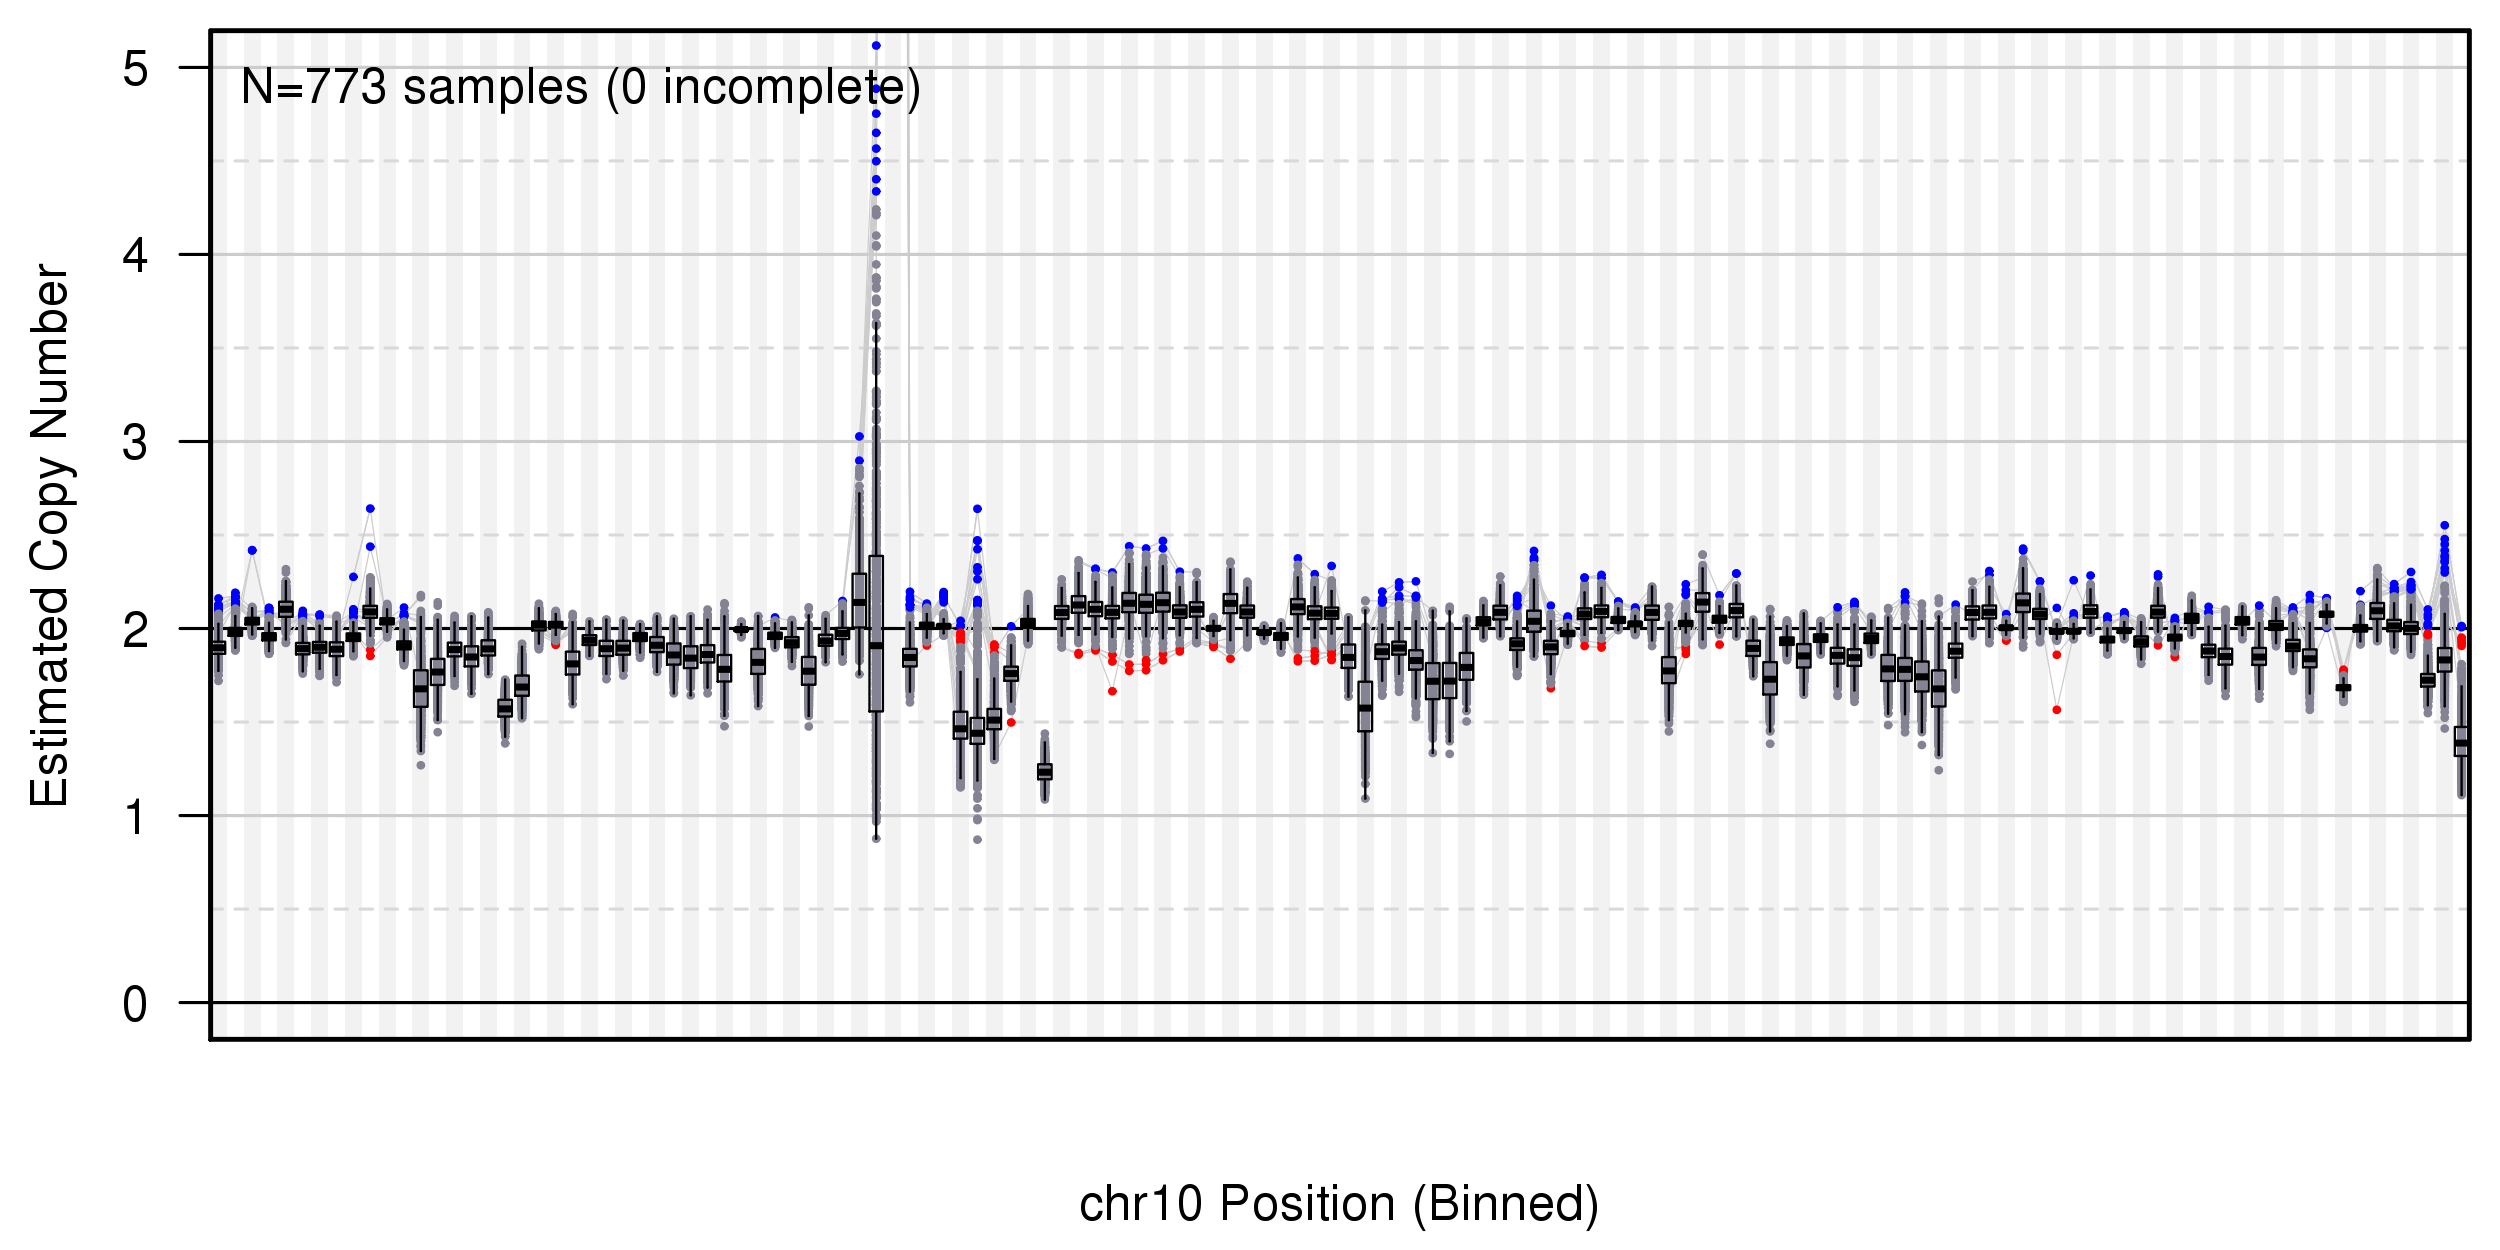 5
N=773 samples (0 incomplete)
4
3
2
1
0
Estimated Copy Number
chr10 Position (Binned)